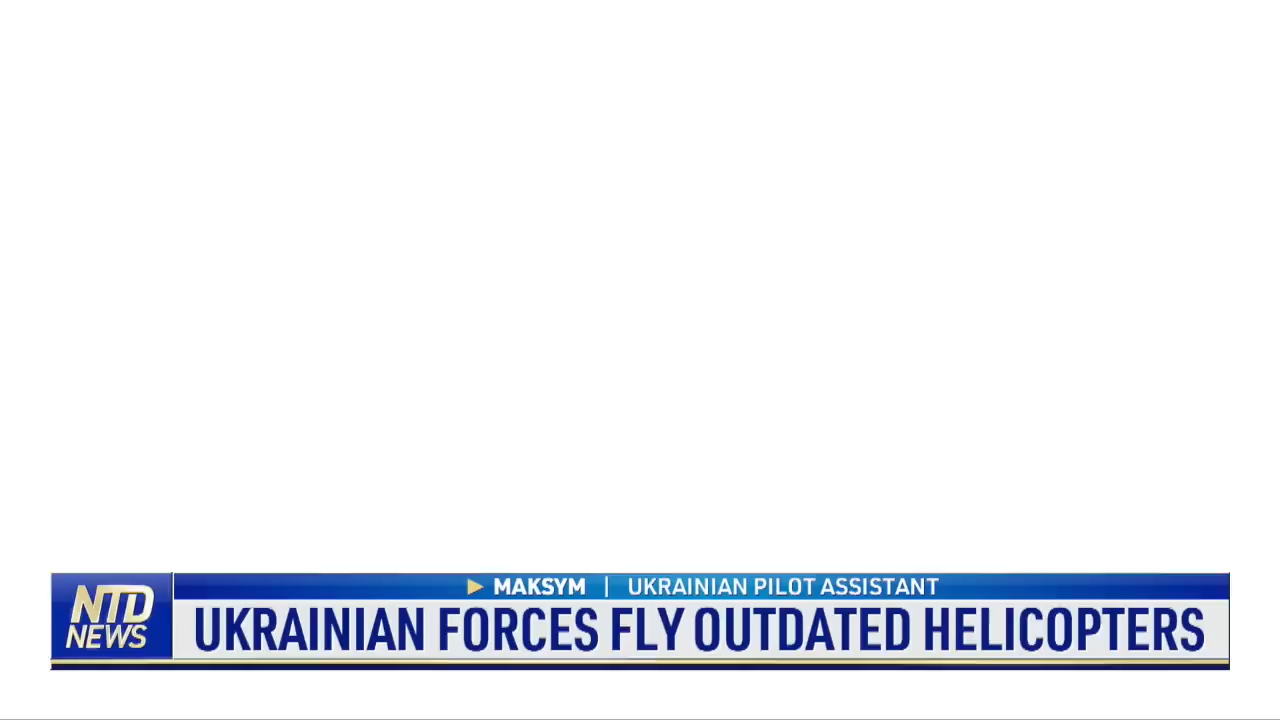 MAKSYM | UKRAINIAN PILOT ASSISTANT
NTD
NEWS
UKRAINIAN FORCES FLY OUTDATED HELICOPTERS